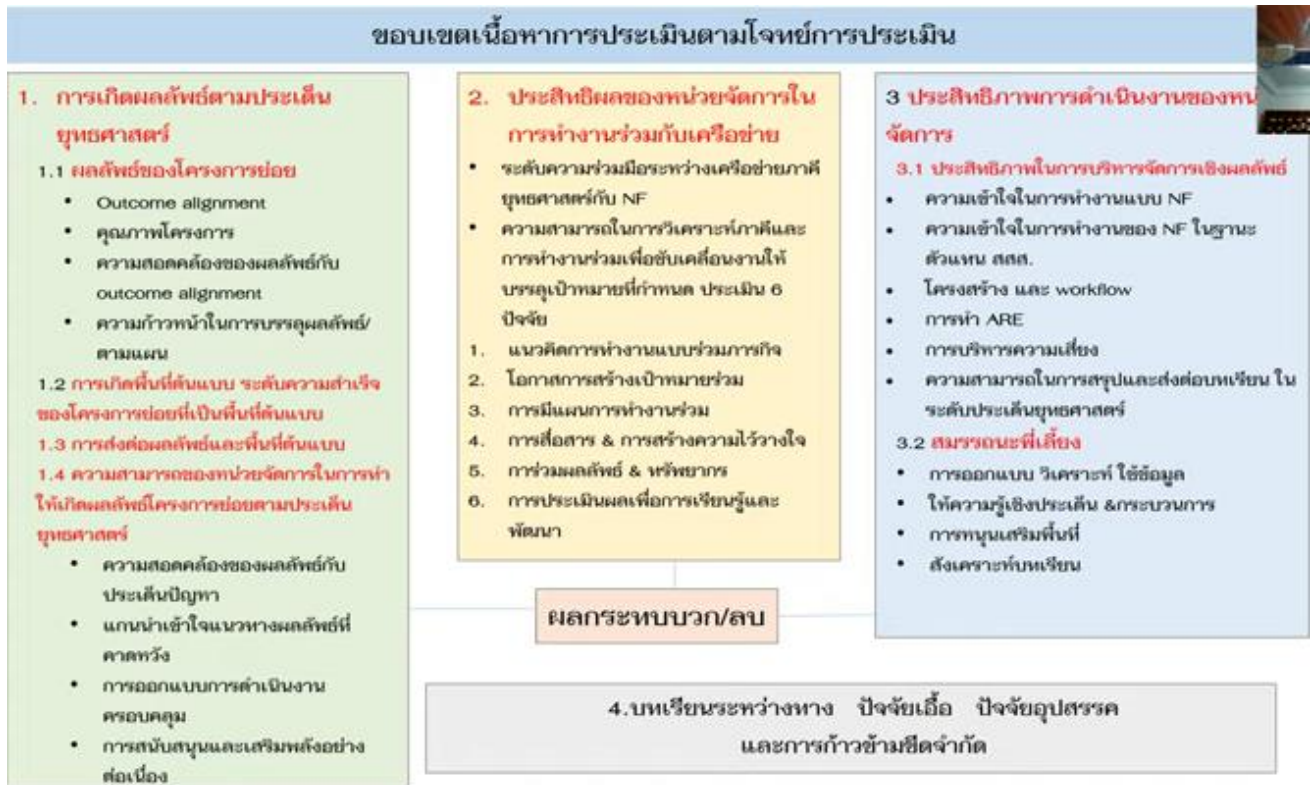 ขอบเขตเนื้อหาการประเมินตามโจทย์การประเมิน
1. การเกิดผลลัพธ์ตามประเด็น
ยุทธศาสตร์
1.1 ผลลัพธ์ของโครงการย่อย
• Outcome alignment
• คุณภาพโครงการ
• ความสอดคล้องของผลลัพธ์กับ
outcome alignment
• ความก้าวหน้าในการบรรลุผลลัพธ์/
ตามแผน
1.2 การเกิดพื้นที่ต้นแบบ ระดับความสำเร็จ
ของโครงการย่อยที่เป็นพื้นที่ต้นแบบ
1.3 การส่งต่อผลลัพธ์และพื้นที่ต้นแบบ
1.4 ความสามารถของหน่วยจัดการในการทำ
ให้เกิดผลลัพธ์โครงการย่อยตามประเด็น
ยุทธศาสตร์
• ความสอดคล้องของผลลัพธ์กับ
ประเด็นปัญหา
• แกนนำเข้าใจแนวทางผลลัพธ์ที่
คาดหวัง
• การออกแบบการดำเนินงาน
ครอบคลุม
• การสนับสนุนและเสริมพลังอย่าง
ต่อเนื่อง
2. ประสิทธิผลของหน่วยจัดการใน
การทำงานร่วมกับเครือข่าย
• ระดับความร่วมมือระหว่างเครือข่ายภาคี
ยุทธศาสตร์กับ NF
• ความสามารถในการวิเคราะห์ภาคีและ
การทำงานร่วมเพื่อขับเคลื่อนงานให้
บรรลุเป้าหมายที่กำหนด ประเมิน 6
ปัจจัย
1. แนวคิดการทำงานแบบร่วมภารกิจ
2. โอกาสการสร้างเป้าหมายร่วม
3. การมีแผนการทำงานร่วม
4. การสื่อสาร & การสร้างความไว้วางใจ
5. การร่วมผลลัพธ์ & ทรัพยากร
6. การประเมินผลเพื่อการเรียนรู้และ
พัฒนา
3 ประสิทธิภาพการดำเนินงานของหน่
จัดการ
3.1 ประสิทธิภาพในการบริหารจัดการเชิงผลลัพธ์
• ความเข้าใจในการทำงานแบบ NF
• ความเข้าใจในการทำงานของ NF ในฐานะ
ตัวแทน สสส.
• โครงสร้าง และ workflow
• การทำ ARE
• การบริหารความเสี่ยง
• ความสามารถในการสรุปและส่งต่อบทเรียน ใน
ระดับประเด็นยุทธศาสตร์
3.2 สมรรถนะพี่เลี้ยง
• การออกแบบ วิเคราะห์ ใช้ข้อมูล
• ให้ความรู้เชิงประเด็น &กระบวนการ
• การหนุนเสริมพื้นที่
• สังเคราะห์บทเรียน
ผลกระทบบวก/ลบ
4.บทเรียนระหว่างทาง ปัจจัยเอื้อ ปัจจัยอุปสรรค
และการก้าวข้ามขีดจำกัด